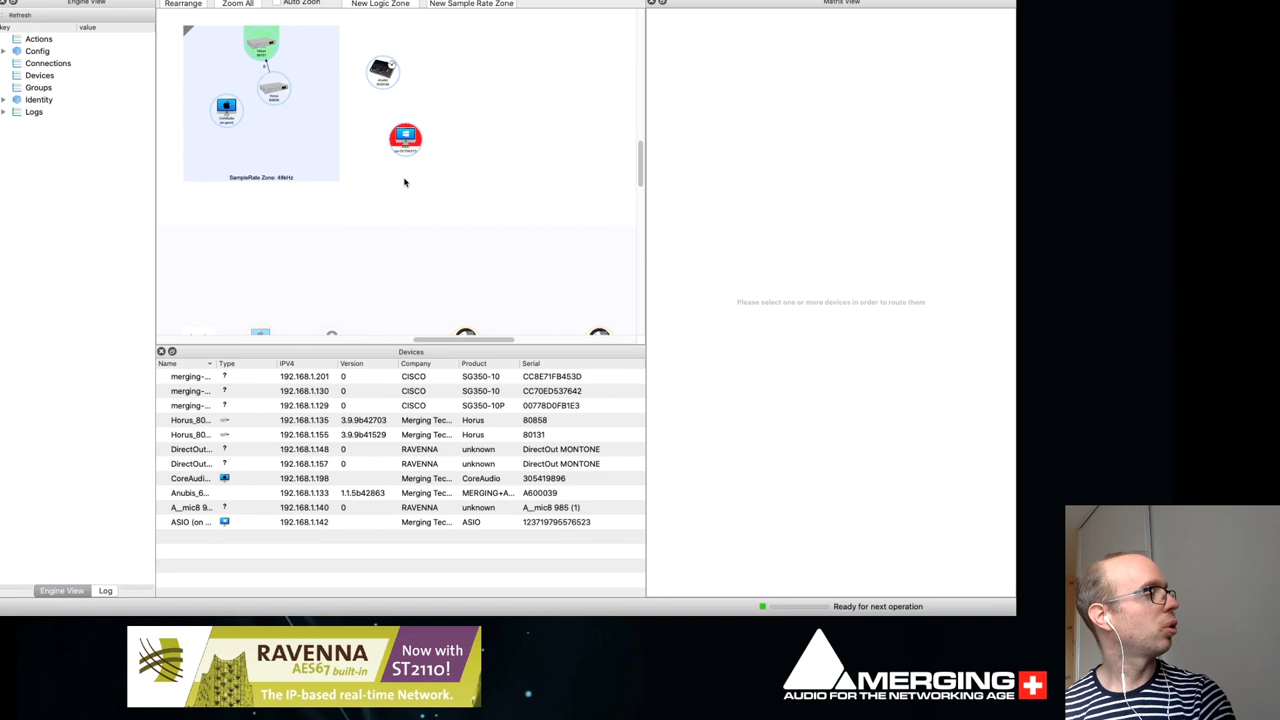 Engine View
Refresh
key value
Actions
Config
Connections
Devices
Groups
Identity
Logs
Engine View Log
Rearrange Zoom All Auto Zoom New Logic Zone New Sample Rate Zone
Horus
Horus
SampleRate Zone: 48kHz
Matrix View
Please select one or more devices in order to route them
Devices
Name Type IPV4 Version Company Product Serial
merging-... ? 192.168.1.201 0 CISCO SG350-10 CC8E71FB453D
merging-... ? 192.168.1.130 0 CISCO SG350-10 CC70ED537642
merging-... ? 192.168.1.129 0 CISCO SG350-10P 00778D0FB1E3
Horus_80... 192.168.1.135 3.9.9b42703 Merging Tec... Horus 80858
Horus_80... 192.168.1.155 3.9.9b41529 Merging Tec... Horus 80131
DirectOut... ? 192.168.1.148 0 RAVENNA unknown DirectOut MONTONE
DirectOut... ? 192.168.1.157 0 RAVENNA unknown DirectOut MONTONE
CoreAudi... 192.168.1.198 Merging Tec... CoreAudio 305419896
Anubis_6... 192.168.1.133 1.1.5b42863 Merging Tec... MERGING+A... A600039
A__mic8 9... ? 192.168.1.140 0 RAVENNA unknown A__mic8 985 (1)
ASIO (on ... 192.168.1.142 Merging Tec... ASIO 123719795576523
Ready for next operation
RAVENNA
AES67 built-in
The IP-based real-time Network.
Now with
ST2110!
MERGING
AUDIO FOR THE NETWORKING AGE